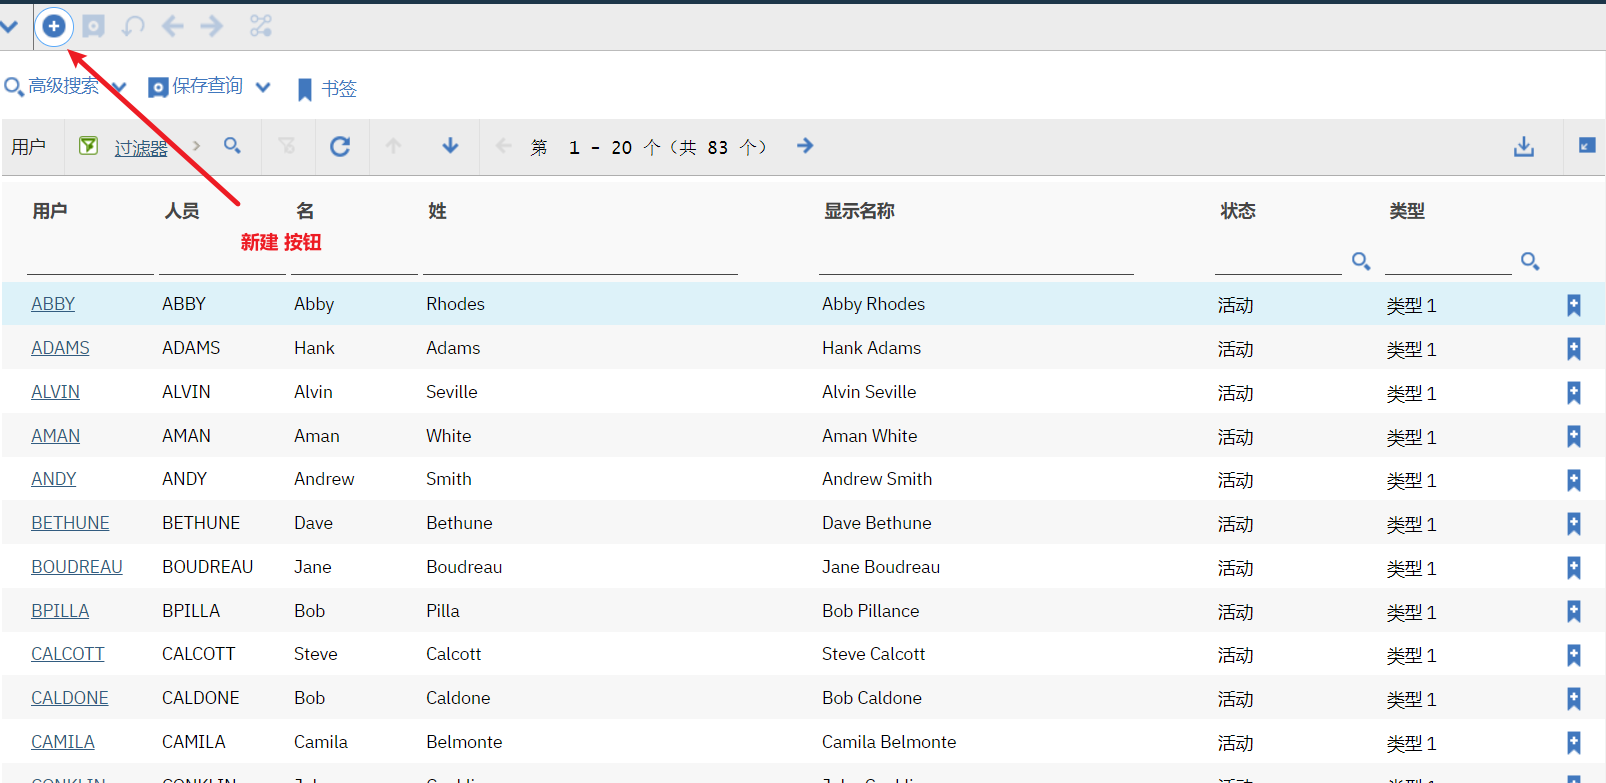 高级搜索 保存查询 书签
用户 过滤器 第 1 - 20 个（共 83 个）
用户 人员 名 姓 显示名称 状态 类型
新建 按钮
ABBY ABBY Abby Rhodes Abby Rhodes 活动 类型 1
ADAMS ADAMS Hank Adams Hank Adams 活动 类型 1
ALVIN ALVIN Alvin Seville Alvin Seville 活动 类型 1
AMAN AMAN Aman White Aman White 活动 类型 1
ANDY ANDY Andrew Smith Andrew Smith 活动 类型 1
BETHUNE BETHUNE Dave Bethune Dave Bethune 活动 类型 1
BOUDREAU BOUDREAU Jane Boudreau Jane Boudreau 活动 类型 1
BPILLA BPILLA Bob Pilla Bob Pillance 活动 类型 1
CALCOTT CALCOTT Steve Calcott Steve Calcott 活动 类型 1
CALDONE CALDONE Bob Caldone Bob Caldone 活动 类型 1
CAMILA CAMILA Camila Belmonte Camila Belmonte 活动 类型 1